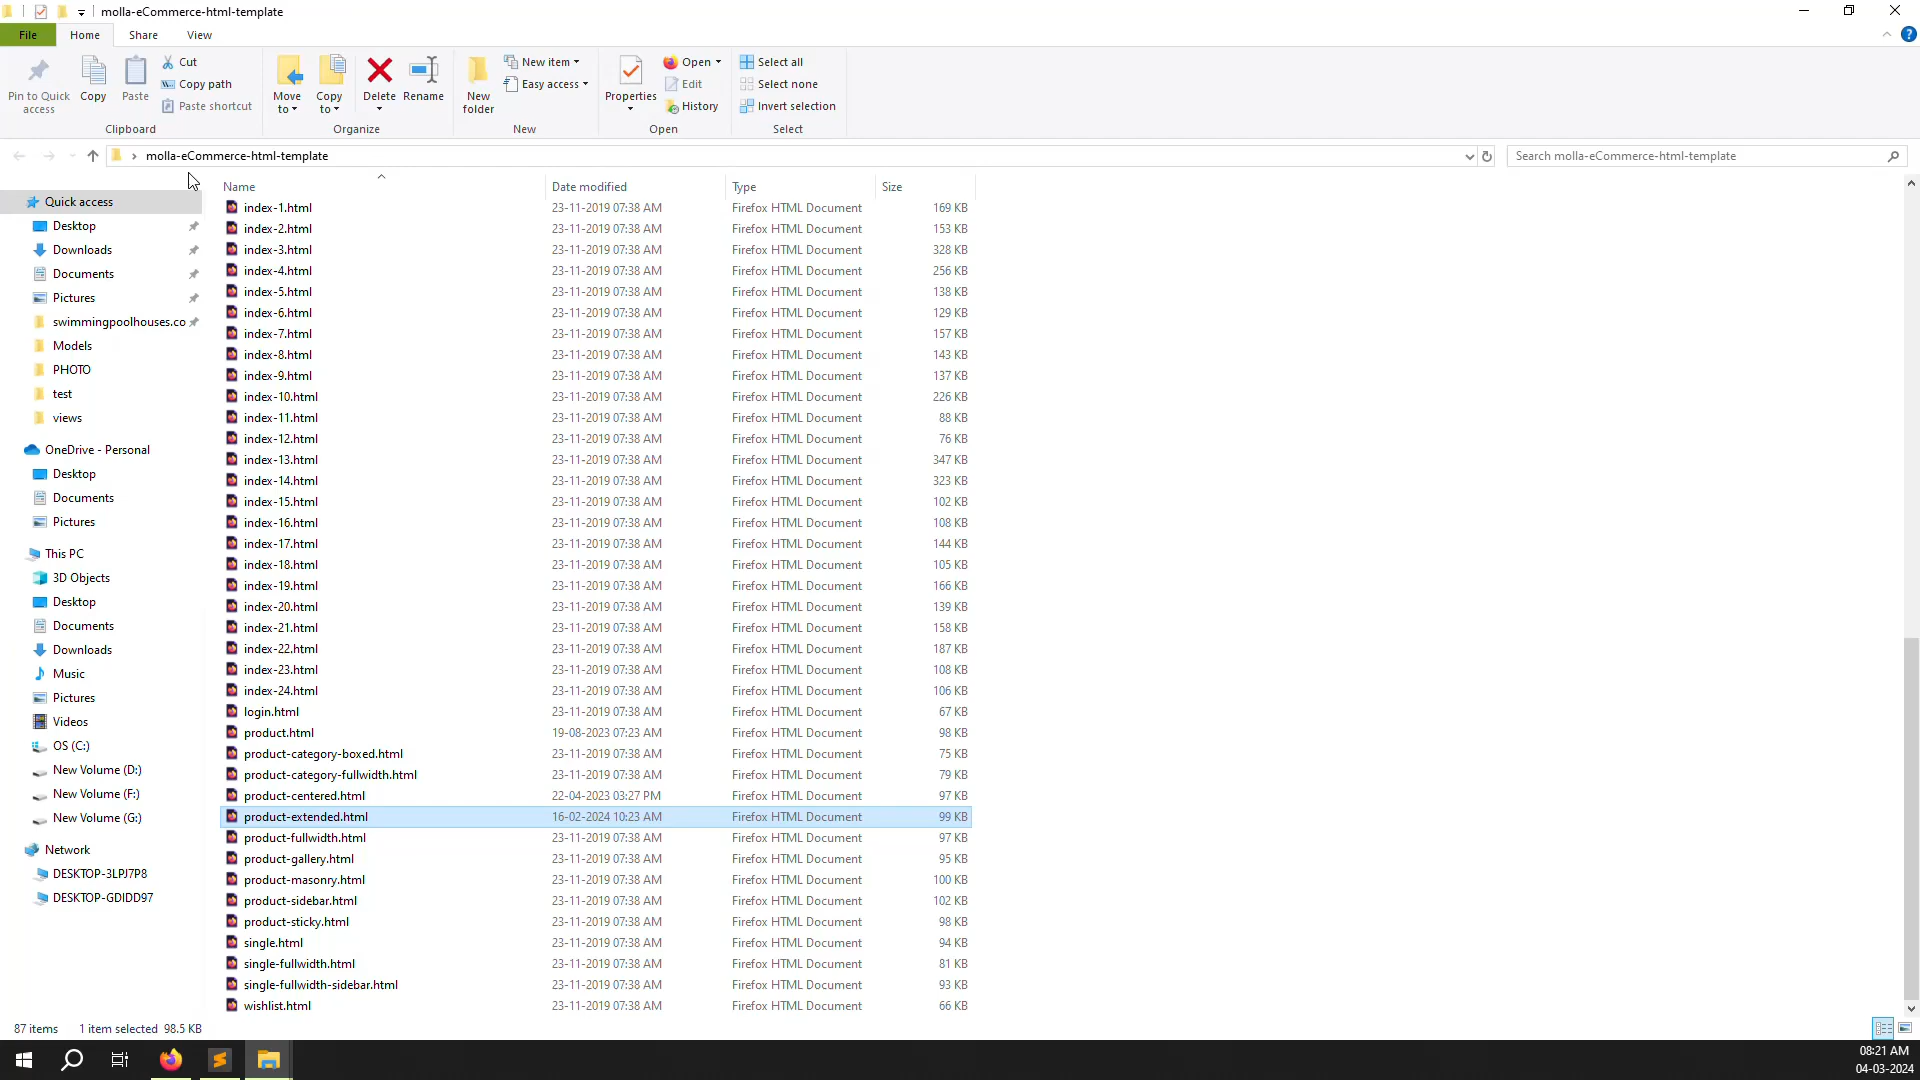 molla-eCommerce-html-template
File Home Share View
Pin to Quick access
Copy
Paste
Cut
Copy path
Paste shortcut
Clipboard
Move to
Copy to
Delete
Rename
Organize
New folder
New item
Easy access
New
Properties
Open
Edit
History
Open
Select all
Select none
Invert selection
Select
molla-eCommerce-html-template
Search molla-eCommerce-html-template
Quick access
Desktop
Downloads
Documents
Pictures
swimmingpoolhouses.co
Models
PHOTO
test
views
OneDrive - Personal
Desktop
Documents
Pictures
This PC
3D Objects
Desktop
Documents
Downloads
Music
Pictures
Videos
OS (C:)
New Volume (D:)
New Volume (F:)
New Volume (G:)
Network
DESKTOP-3LPJ7P8
DESKTOP-GDIDD97
Name Date modified Type Size
index-1.html 23-11-2019 07:38 AM Firefox HTML Document 169 KB
index-2.html 23-11-2019 07:38 AM Firefox HTML Document 153 KB
index-3.html 23-11-2019 07:38 AM Firefox HTML Document 328 KB
index-4.html 23-11-2019 07:38 AM Firefox HTML Document 256 KB
index-5.html 23-11-2019 07:38 AM Firefox HTML Document 138 KB
index-6.html 23-11-2019 07:38 AM Firefox HTML Document 129 KB
index-7.html 23-11-2019 07:38 AM Firefox HTML Document 157 KB
index-8.html 23-11-2019 07:38 AM Firefox HTML Document 143 KB
index-9.html 23-11-2019 07:38 AM Firefox HTML Document 137 KB
index-10.html 23-11-2019 07:38 AM Firefox HTML Document 226 KB
index-11.html 23-11-2019 07:38 AM Firefox HTML Document 88 KB
index-12.html 23-11-2019 07:38 AM Firefox HTML Document 76 KB
index-13.html 23-11-2019 07:38 AM Firefox HTML Document 347 KB
index-14.html 23-11-2019 07:38 AM Firefox HTML Document 323 KB
index-15.html 23-11-2019 07:38 AM Firefox HTML Document 102 KB
index-16.html 23-11-2019 07:38 AM Firefox HTML Document 108 KB
index-17.html 23-11-2019 07:38 AM Firefox HTML Document 144 KB
index-18.html 23-11-2019 07:38 AM Firefox HTML Document 105 KB
index-19.html 23-11-2019 07:38 AM Firefox HTML Document 166 KB
index-20.html 23-11-2019 07:38 AM Firefox HTML Document 139 KB
index-21.html 23-11-2019 07:38 AM Firefox HTML Document 158 KB
index-22.html 23-11-2019 07:38 AM Firefox HTML Document 187 KB
index-23.html 23-11-2019 07:38 AM Firefox HTML Document 108 KB
index-24.html 23-11-2019 07:38 AM Firefox HTML Document 106 KB
login.html 23-11-2019 07:38 AM Firefox HTML Document 67 KB
product.html 19-08-2023 07:23 AM Firefox HTML Document 98 KB
product-category-boxed.html 23-11-2019 07:38 AM Firefox HTML Document 75 KB
product-category-fullwidth.html 23-11-2019 07:38 AM Firefox HTML Document 79 KB
product-centered.html 22-04-2023 03:27 PM Firefox HTML Document 97 KB
product-extended.html 16-02-2024 10:23 AM Firefox HTML Document 99 KB
product-fullwidth.html 23-11-2019 07:38 AM Firefox HTML Document 97 KB
product-gallery.html 23-11-2019 07:38 AM Firefox HTML Document 95 KB
product-masonry.html 23-11-2019 07:38 AM Firefox HTML Document 100 KB
product-sidebar.html 23-11-2019 07:38 AM Firefox HTML Document 102 KB
product-sticky.html 23-11-2019 07:38 AM Firefox HTML Document 98 KB
single.html 23-11-2019 07:38 AM Firefox HTML Document 94 KB
single-fullwidth.html 23-11-2019 07:38 AM Firefox HTML Document 81 KB
single-fullwidth-sidebar.html 23-11-2019 07:38 AM Firefox HTML Document 93 KB
wishlist.html 23-11-2019 07:38 AM Firefox HTML Document 66 KB
87 items 1 item selected 98.5 KB
08:21 AM
04-03-2024